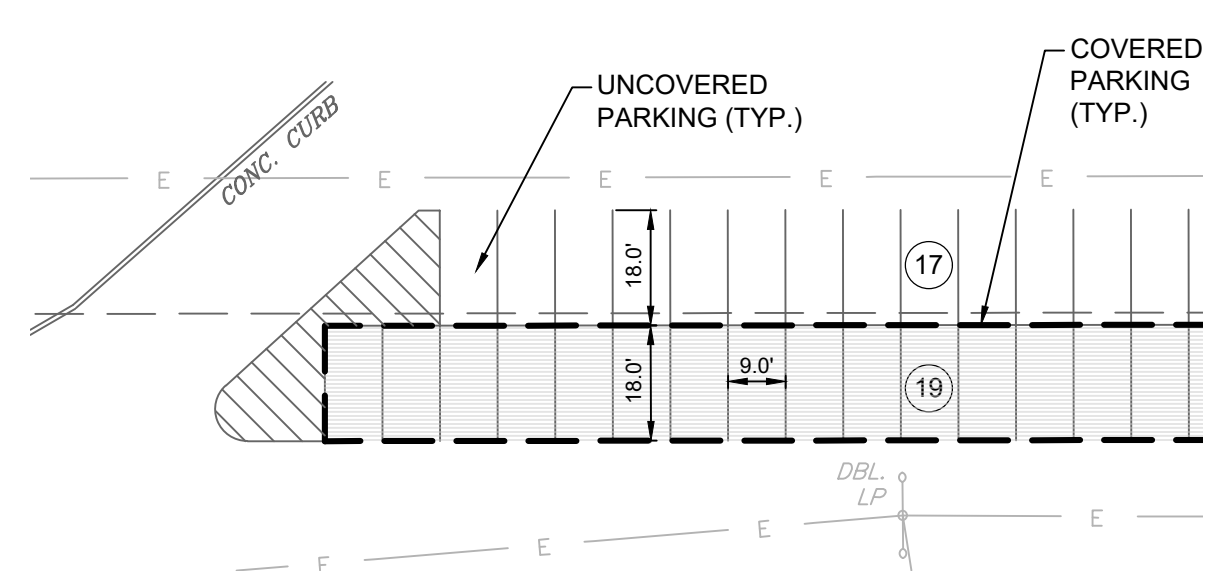 COVERED
PARKING
(TYP.)
UNCOVERED
PARKING (TYP.)
CONC. CURB
E E E E E
18.0'
17
18.0'
9.0'
19
DBL.
LP
E E E E